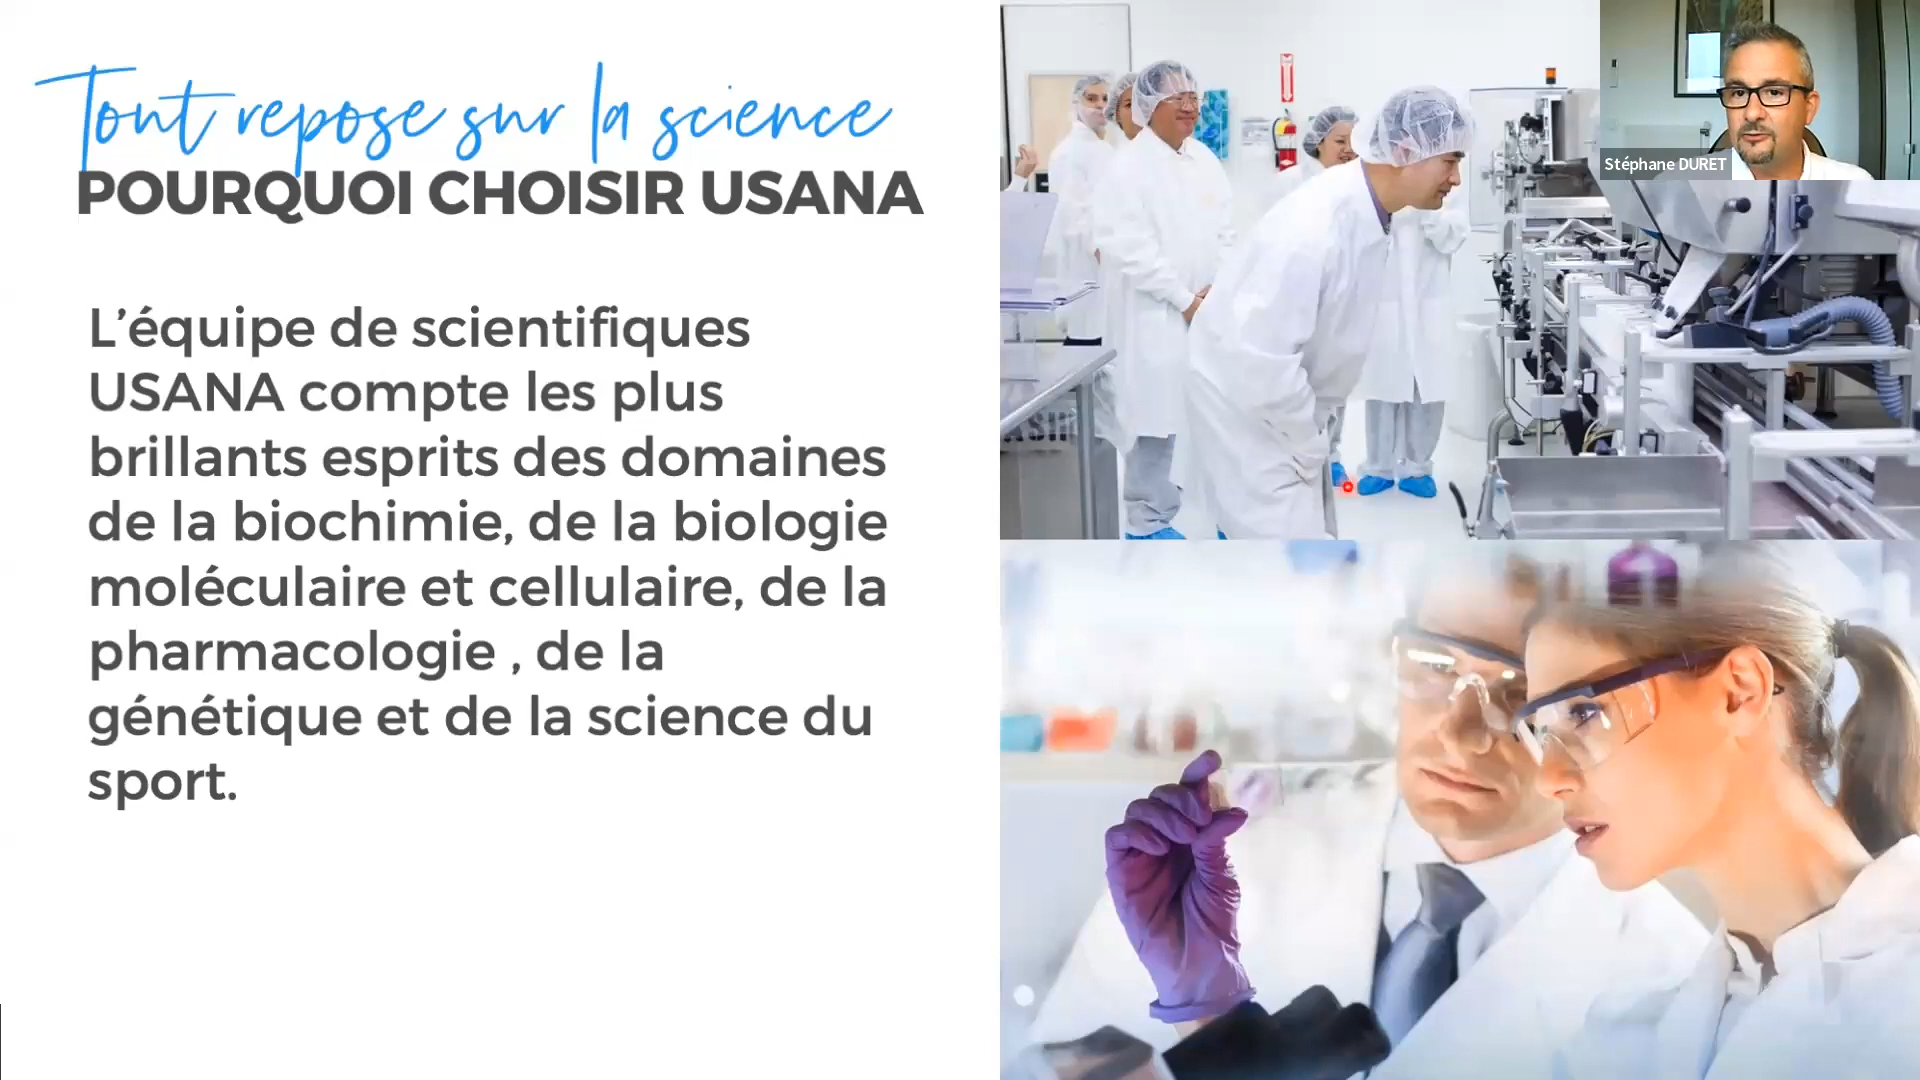 Tout repose sur la science
POURQUOI CHOISIR USANA
L’équipe de scientifiques
USANA compte les plus
brillants esprits des domaines
de la biochimie, de la biologie
moléculaire et cellulaire, de la
pharmacologie , de la
génétique et de la science du
sport.
Stéphane DURET